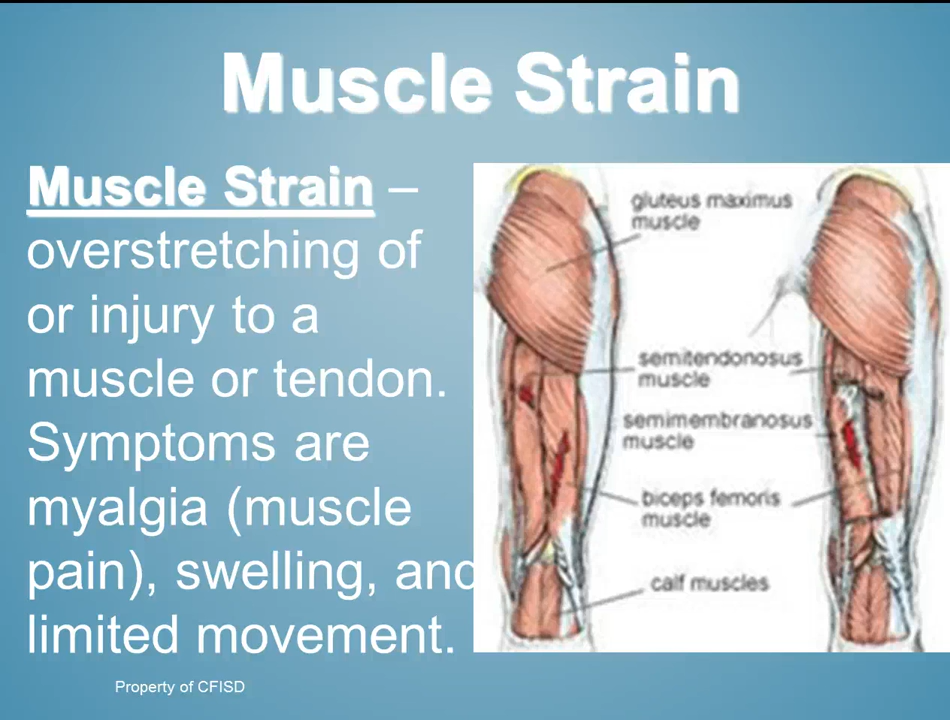 Muscle Strain
Muscle Strain –
overstretching of
or injury to a
muscle or tendon.
Symptoms are
myalgia (muscle
pain), swelling, and
limited movement.
gluteus maximus
muscle
semitendonosus
muscle
semimembranosus
muscle
biceps femoris
muscle
calf muscles
Property of CFISD